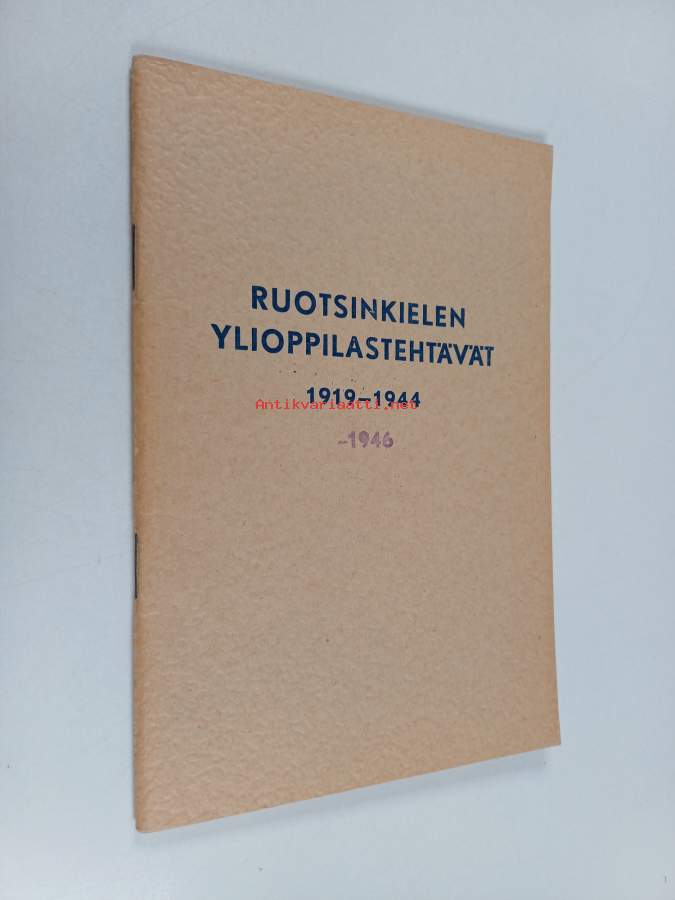 RUOTSINKIELEN
YLIOPPILASTEHTÄVÄT
1919–1944
Antikvariaatti.net
-1946